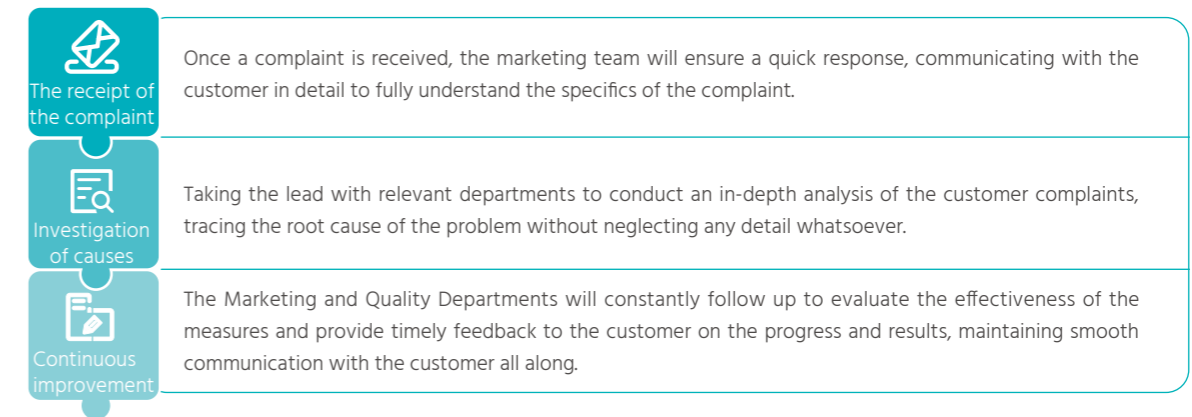 The receipt of
the complaint
Once a complaint is received, the marketing team will ensure a quick response, communicating with the
customer in detail to fully understand the specifics of the complaint.
Investigation
of causes
Taking the lead with relevant departments to conduct an in-depth analysis of the customer complaints,
tracing the root cause of the problem without neglecting any detail whatsoever.
Continuous
improvement
The Marketing and Quality Departments will constantly follow up to evaluate the effectiveness of the
measures and provide timely feedback to the customer on the progress and results, maintaining smooth
communication with the customer all along.